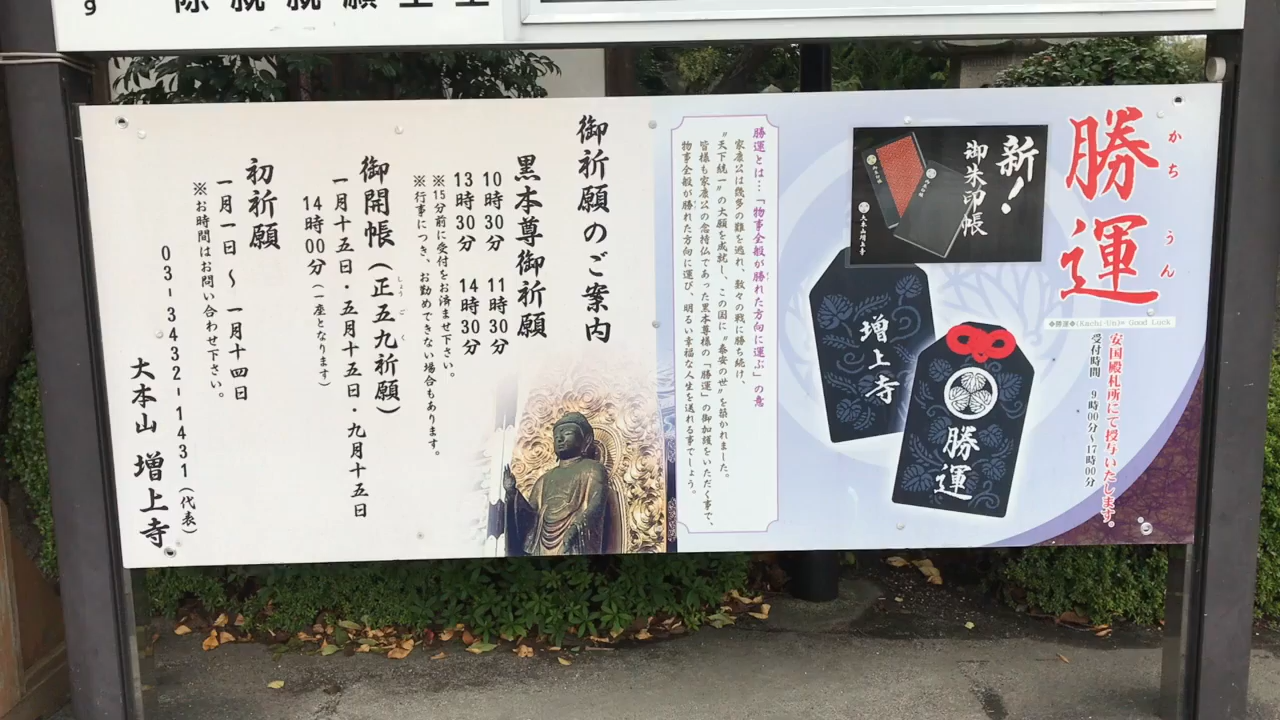 勝運
かちうん
◆勝運◆(Kachi-Un)= Good Luck
安国殿札所にて授与いたします。
受付時間 9時00分~17時00分
新!
御朱印帳
大本山増上寺
増上寺
勝運
勝運とは…「物事全般が勝れた方向に運ぶ」の意
家康公は幾多の難を逃れ、数々の戦に勝ち続け、
〝天下統一〟の大願を成就し、この国に〝泰安の世〟を築かれました。
皆様も家康公の念持仏であった黒本尊様の「勝運」の御加護をいただく事で、
物事全般が勝れた方向に運び、明るい幸福な人生を送れる事でしょう。
御祈願のご案内
黒本尊御祈願
10時30分 11時30分
13時30分 14時30分
※15分前に受付をお済ませ下さい。
※行事につき、お勤めできない場合もあります。
御開帳(正五九祈願)
しょうごく
一月十五日・五月十五日・九月十五日
14時00分(一座となります)
初祈願
一月一日~一月十四日
※お時間はお問い合わせ下さい。
03-3432-1431(代表)
大本山 増上寺